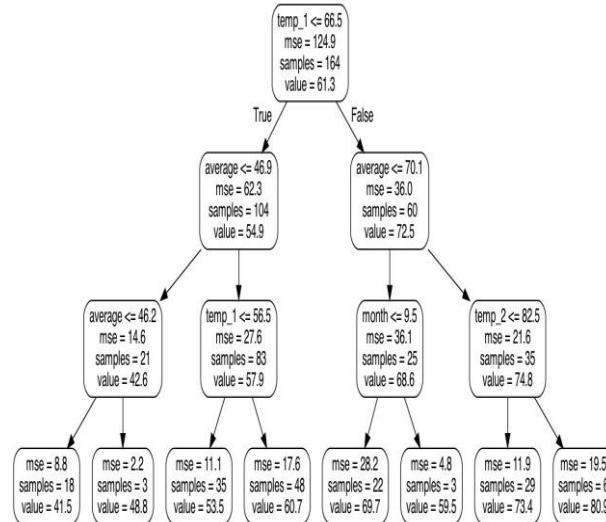 temp_1 <= 66.5
mse = 124.9
samples = 164
value = 61.3
True
False
average <= 46.9
mse = 62.3
samples = 104
value = 54.9
average <= 70.1
mse = 36.0
samples = 60
value = 72.5
average <= 46.2
mse = 14.6
samples = 21
value = 42.6
temp_1 <= 56.5
mse = 27.6
samples = 83
value = 57.9
month <= 9.5
mse = 36.1
samples = 25
value = 68.6
temp_2 <= 82.5
mse = 21.6
samples = 35
value = 74.8
mse = 8.8
samples = 18
value = 41.5
mse = 2.2
samples = 3
value = 48.8
mse = 11.1
samples = 35
value = 53.5
mse = 17.6
samples = 48
value = 60.7
mse = 28.2
samples = 22
value = 69.7
mse = 4.8
samples = 3
value = 59.5
mse = 11.9
samples = 29
value = 73.4
mse = 19.5
samples = 6
value =